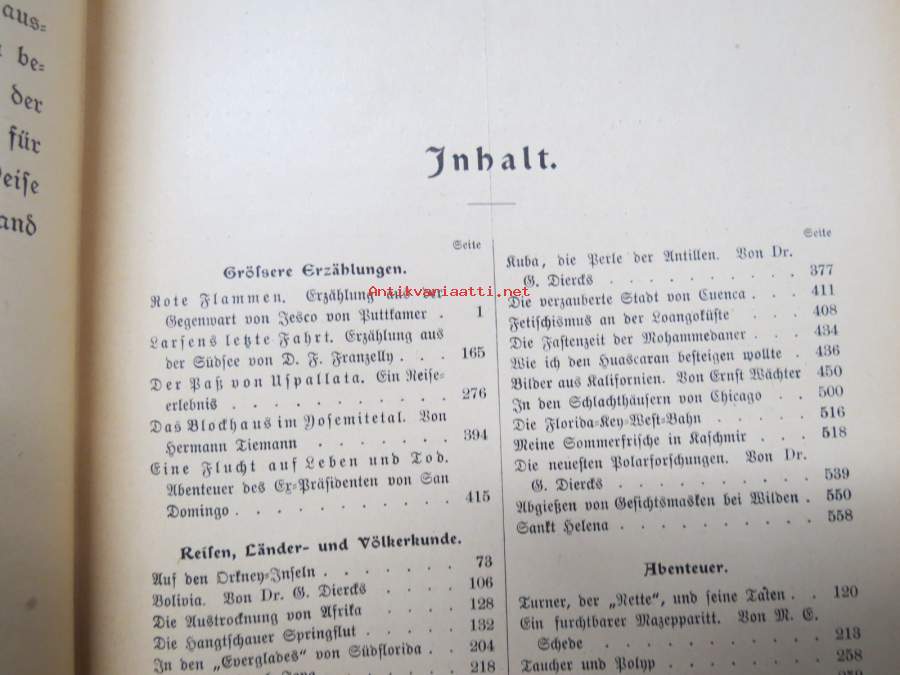 aus-
be-
der
für
and
Inhalt.
Seite
Größere Erzählungen.
Rote Flammen. Erzählung aus der
Gegenwart von Jesco von Puttkamer . 1
Larsens letzte Fahrt. Erzählung aus
der Südsee von D. F. Franzelly . . . 165
Der Paß von Uspallata. Ein Reise-
erlebnis . . . . . . . . . . 276
Das Blockhaus im Yosemitetal. Von
Hermann Tiemann . . . . . . . 394
Eine Flucht auf Leben und Tod.
Abenteuer des Ex-Präsidenten von San
Domingo . . . . . . . . . . 415
Reisen, Länder- und Völkerkunde.
Auf den Orkney-Inseln . . . . . . 73
Bolivia. Von Dr. G. Diercks . . . . 106
Die Austrocknung von Afrika . . . . 128
Die Hangtschauer Springflut . . . . . 132
In den „Everglades“ von Südflorida . . 204
218
Seite
Kuba, die Perle der Antillen. Von Dr.
G. Diercks . . . . . . . . . 377
Die verzauberte Stadt von Cuenca . . . 411
Fetischismus an der Loangoküste . . . 408
Die Fastenzeit der Mohammedaner . . . 434
Wie ich den Huascaran besteigen wollte . 436
Bilder aus Kalifornien. Von Ernst Wächter 450
In den Schlachthäusern von Chicago . . 500
Die Florida-Key-West-Bahn . . . . . 516
Meine Sommerfrische in Kaschmir . . . 518
Die neuesten Polarforschungen. Von Dr.
G. Diercks . . . . . . . . . 539
Abgießen von Gesichtsmasken bei Wilden . 550
Sankt Helena . . . . . . . . . 558
Abenteuer.
Turner, der „Nette“, und seine Taten . . 120
Ein furchtbarer Mazepparitt. Von M. E.
Schede . . . . . . . . . . 213
Taucher und Polyp . . . . . . . 258
Antikvariaatti.net